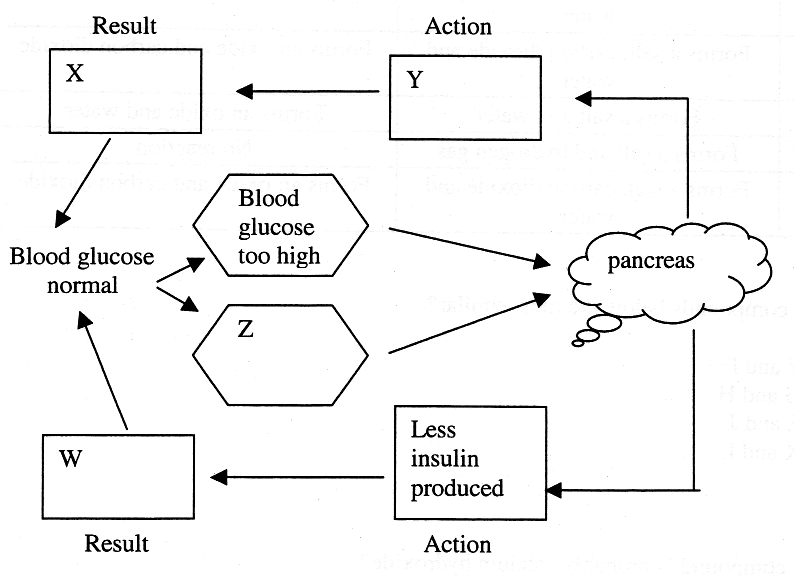 Result
Action
X
Y
Blood
glucose
too high
Blood glucose
normal
pancreas
Z
Less
insulin
produced
W
Result
Action